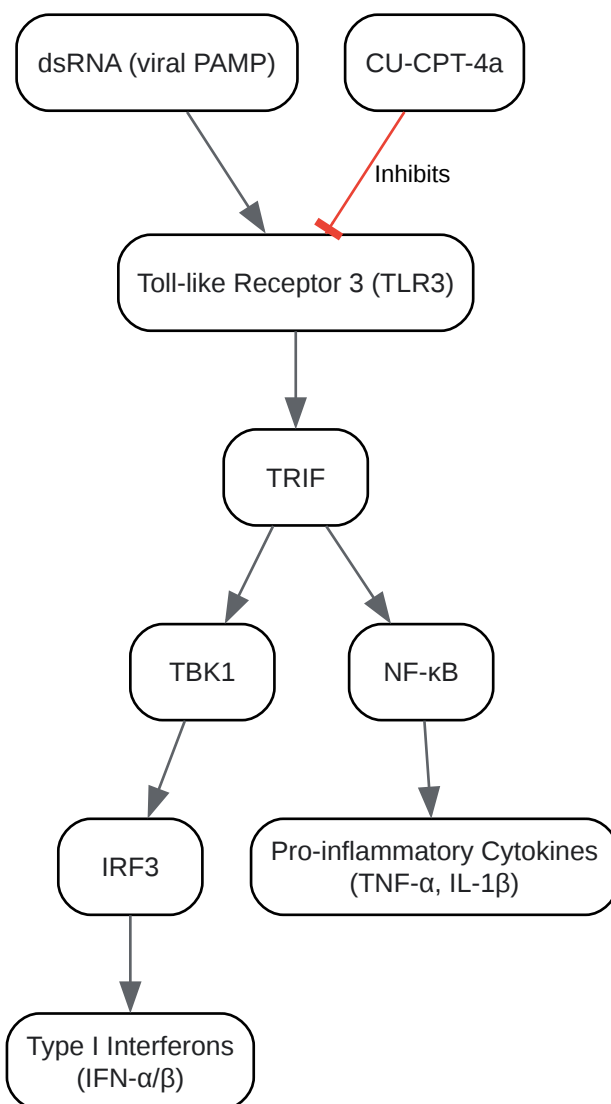 dsRNA (viral PAMP)
CU-CPT-4a
Inhibits
Toll-like Receptor 3 (TLR3)
TRIF
TBK1
NF-κB
IRF3
Pro-inflammatory Cytokines
(TNF-α, IL-1β)
Type I Interferons
(IFN-α/β)